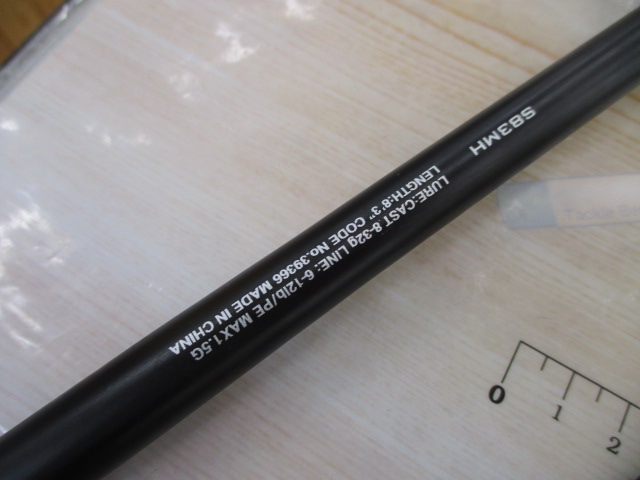 S83MH
LURE:CAST 8-32g LINE: 6-12lb/PE MAX1.5G
LENGTH:8'3" CODE No.39366 MADE IN CHINA
0 1 2